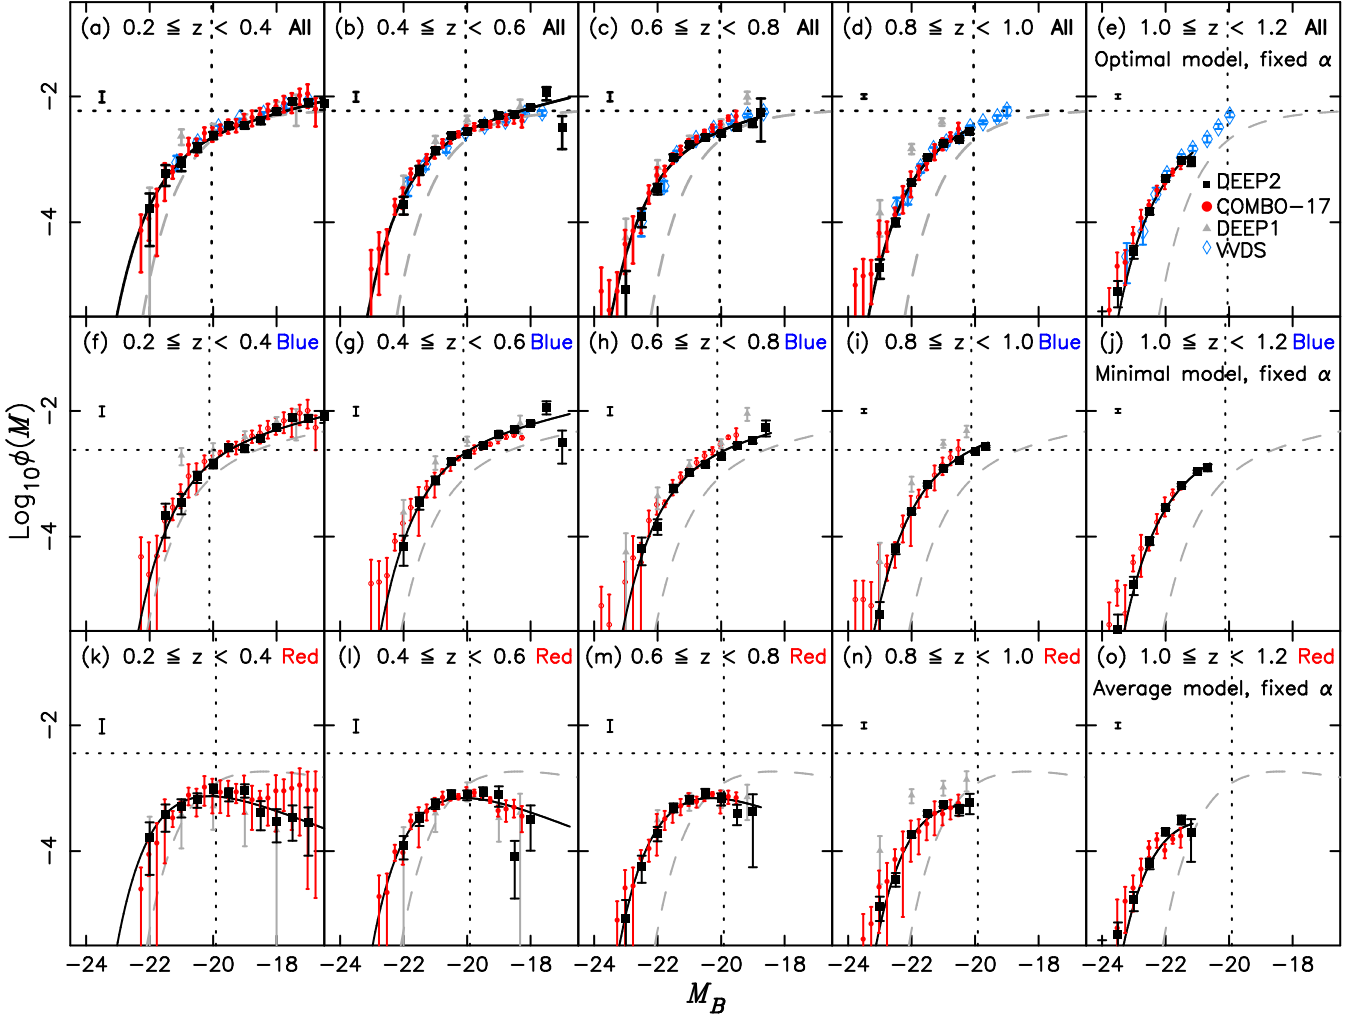 (a) 0.2 ≦ z < 0.4 All
(b) 0.4 ≦ z < 0.6 All
(c) 0.6 ≦ z < 0.8 All
(d) 0.8 ≦ z < 1.0 All
(e) 1.0 ≦ z < 1.2 All
Optimal model, fixed α
−2
−4
DEEP2
COMBO−17
DEEP1
VVDS
(f) 0.2 ≦ z < 0.4 Blue
(g) 0.4 ≦ z < 0.6 Blue
(h) 0.6 ≦ z < 0.8 Blue
(i) 0.8 ≦ z < 1.0 Blue
(j) 1.0 ≦ z < 1.2 Blue
Minimal model, fixed α
−2
−4
Log₁₀ϕ(M)
(k) 0.2 ≦ z < 0.4 Red
(l) 0.4 ≦ z < 0.6 Red
(m) 0.6 ≦ z < 0.8 Red
(n) 0.8 ≦ z < 1.0 Red
(o) 1.0 ≦ z < 1.2 Red
Average model, fixed α
−2
−4
−24 −22 −20 −18 −24 −22 −20 −18 −24 −22 −20 −18 −24 −22 −20 −18 −24 −22 −20 −18
M_B